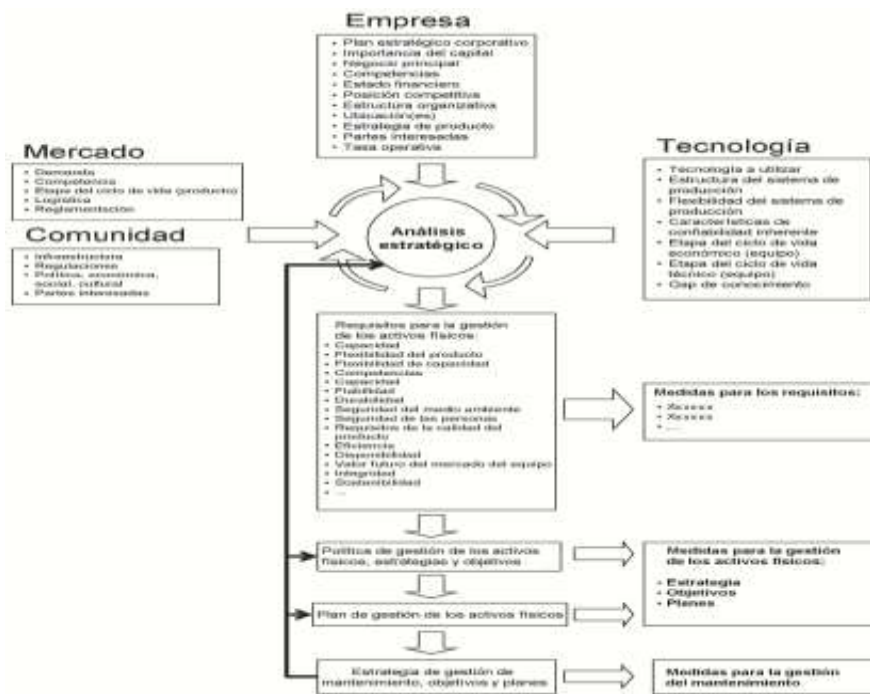 Empresa
• Plan estratégico corporativo
• Importancia del capital
• Negocio principal
• Competencias
• Estado financiero
• Posición competitiva
• Estructura organizativa
• Ubicación(es)
• Estrategia de producto
• Partes interesadas
• Tasa operativa
Mercado
• Demanda
• Competencia
• Etapa del ciclo de vida (producto)
• Logística
• Reglamentación
Comunidad
• Infraestructura
• Regulaciones
• Política, económica,
social, cultural
• Partes interesadas
Análisis
estratégico
Tecnología
• Tecnología a utilizar
• Estructura del sistema de
producción
• Flexibilidad del sistema de
producción
• Características de
confiabilidad inherente
• Etapa del ciclo de vida
económico (equipo)
• Etapa del ciclo de vida
técnico (equipo)
• Gap de conocimiento
Requisitos para la gestión
de los activos físicos:
• Capacidad
• Flexibilidad del producto
• Flexibilidad de capacidad
• Competencias
• Capacidad
• Fiabilidad
• Durabilidad
• Seguridad del medio ambiente
• Seguridad de las personas
• Requisitos de la calidad del
producto
• Eficiencia
• Disponibilidad
• Valor futuro del mercado del equipo
• Integridad
• Sostenibilidad
• ...
Medidas para los requisitos:
• Xxxxxx
• Xxxxxx
• ...
Política de gestión de los activos
físicos, estrategias y objetivos
Medidas para la gestión
de los activos físicos:
• Estrategia
• Objetivos
• Planes
Plan de gestión de los activos físicos
Estrategia de gestión de
mantenimiento, objetivos y planes
Medidas para la gestión
del mantenimiento